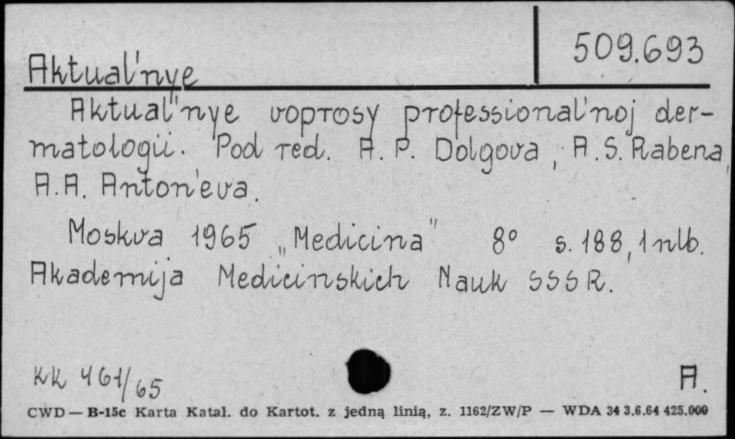 509.693
Aktual'nye
Aktual'nye voprosy professional'noj der-
matologii. Pod red. A. P. Dolgova, A. S. Rabena,
A. A. Anton'eva.
Moskva 1965 „Medicina" 8° s. 188, 1 nlb.
Akademija Medicinskich Nauk SSSR.
KK 461/65
A.
CWD — B-15c Karta Katal. do Kartot. z jedną linią, z. 1162/ZW/P — WDA 34 3.6.64 425.000